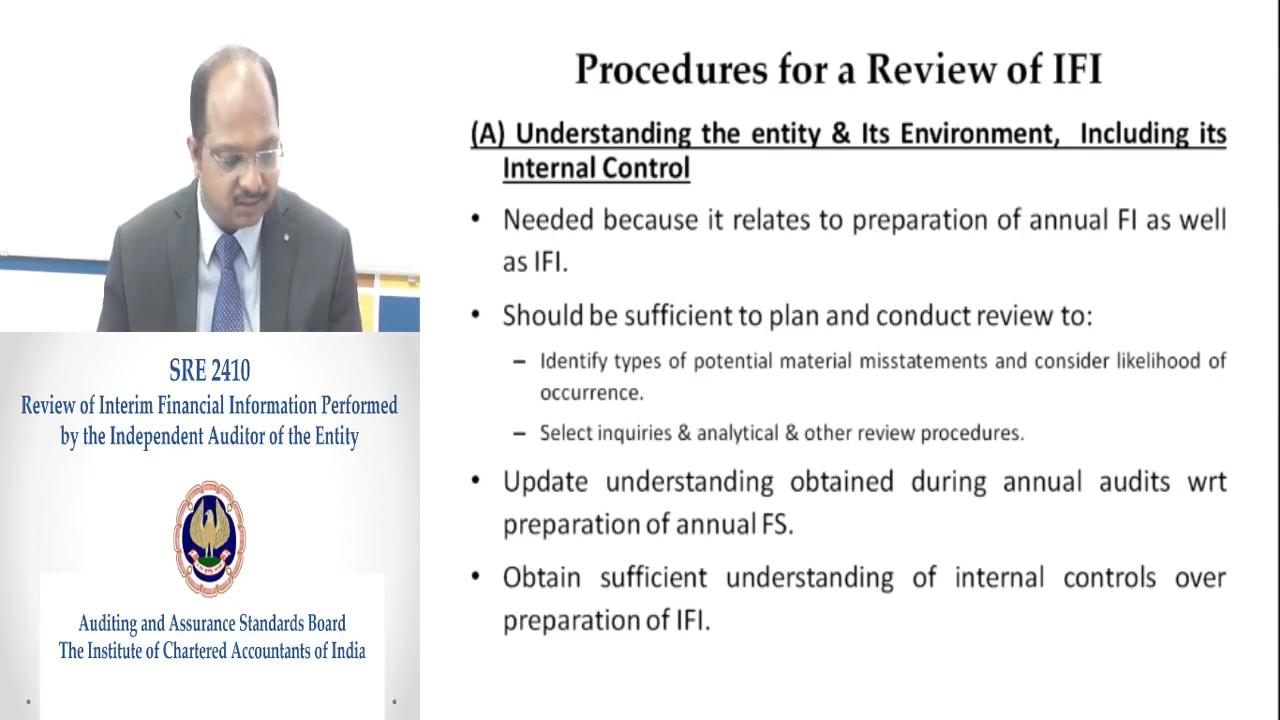 Procedures for a Review of IFI
(A) Understanding the entity & Its Environment, Including its
Internal Control
• Needed because it relates to preparation of annual FI as well
as IFI.
• Should be sufficient to plan and conduct review to:
– Identify types of potential material misstatements and consider likelihood of
occurrence.
– Select inquiries & analytical & other review procedures.
• Update understanding obtained during annual audits wrt
preparation of annual FS.
• Obtain sufficient understanding of internal controls over
preparation of IFI.
SRE 2410
Review of Interim Financial Information Performed
by the Independent Auditor of the Entity
Auditing and Assurance Standards Board
The Institute of Chartered Accountants of India